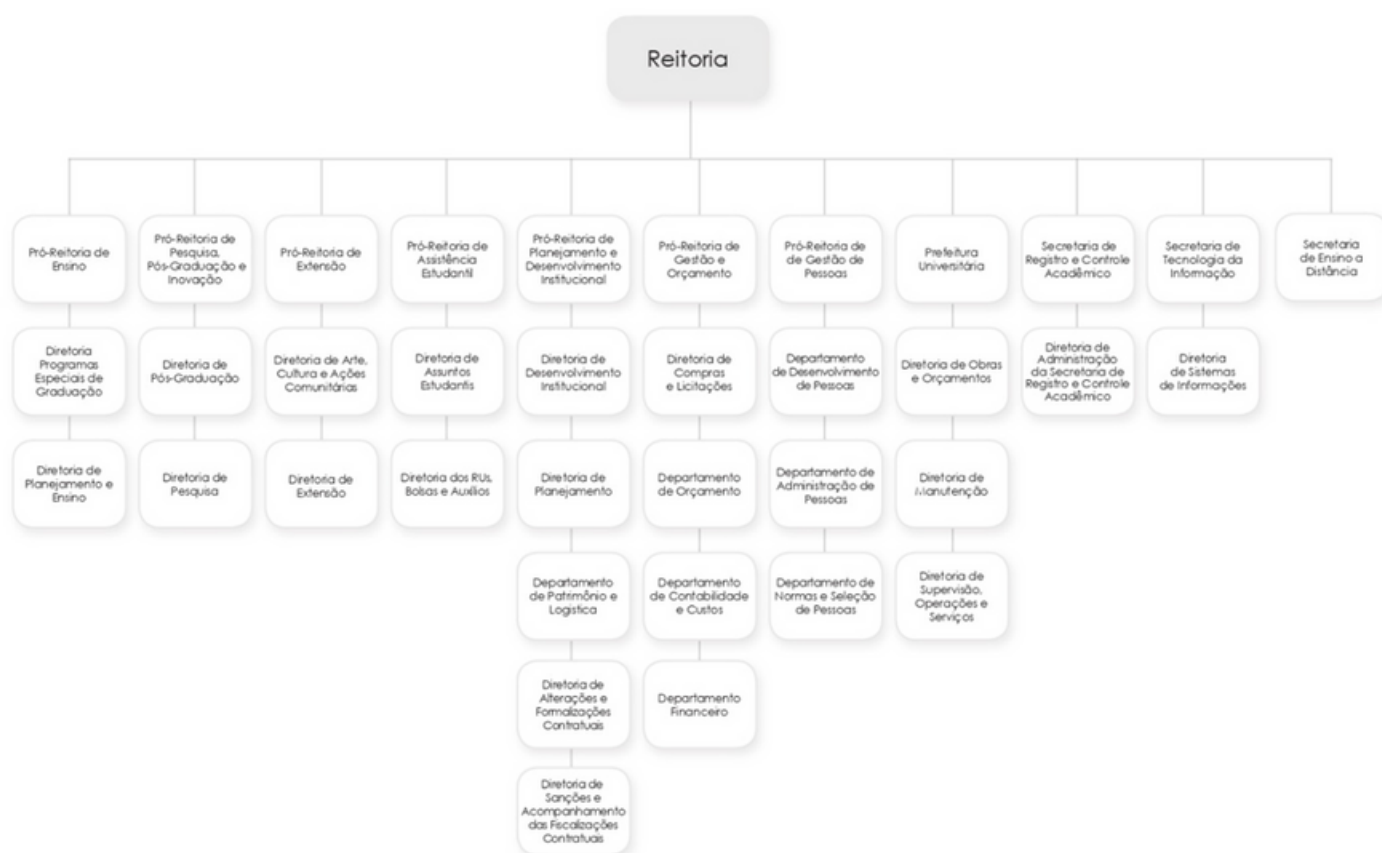 Reitoria
Pró-Reitoria de
Ensino
Pró-Reitoria de
Pesquisa,
Pós-Graduação e
Inovação
Pró-Reitoria
de Extensão
Pró-Reitoria de
Assistência
Estudantil
Pró-Reitoria de
Planejamento e
Desenvolvimento
Institucional
Pró-Reitoria de
Gestão e
Orçamento
Pró-Reitoria
de Gestão de
Pessoas
Prefeitura
Universitária
Secretaria de
Registro e Controle
Acadêmico
Secretaria de
Tecnologia da
Informação
Secretaria
de Ensino a
Distância
Diretoria
Programas
Especiais de
Graduação
Diretoria de
Pós-Graduação
Diretoria de Arte,
Cultura e Ações
Comunitárias
Diretoria de
Assuntos
Estudantis
Diretoria de
Desenvolvimento
Institucional
Diretoria de
Compras
e Licitações
Departamento
de Desenvolvimento
de Pessoas
Diretoria de Obras
e Orçamentos
Diretoria de
Administração
da Secretaria de
Registro e Controle
Acadêmico
Diretoria
de Sistemas
de Informações
Diretoria de
Planejamento e
Ensino
Diretoria de
Pesquisa
Diretoria de
Extensão
Diretoria dos RUs,
Bolsas e Auxílios
Diretoria de
Planejamento
Departamento
de Orçamento
Departamento de
Administração de
Pessoas
Diretoria de
Manutenção
Departamento
de Patrimônio e
Logistica
Departamento
de Contabilidade
e Custos
Departamento de
Normas e Seleção
de Pessoas
Diretoria de
Supervisão,
Operações e
Serviços
Diretoria de
Alterações e
Formalizações
Contratuais
Departamento
Financeiro
Diretoria de
Sanções e
Acompanhamento
das Fiscalizações
Contratuais